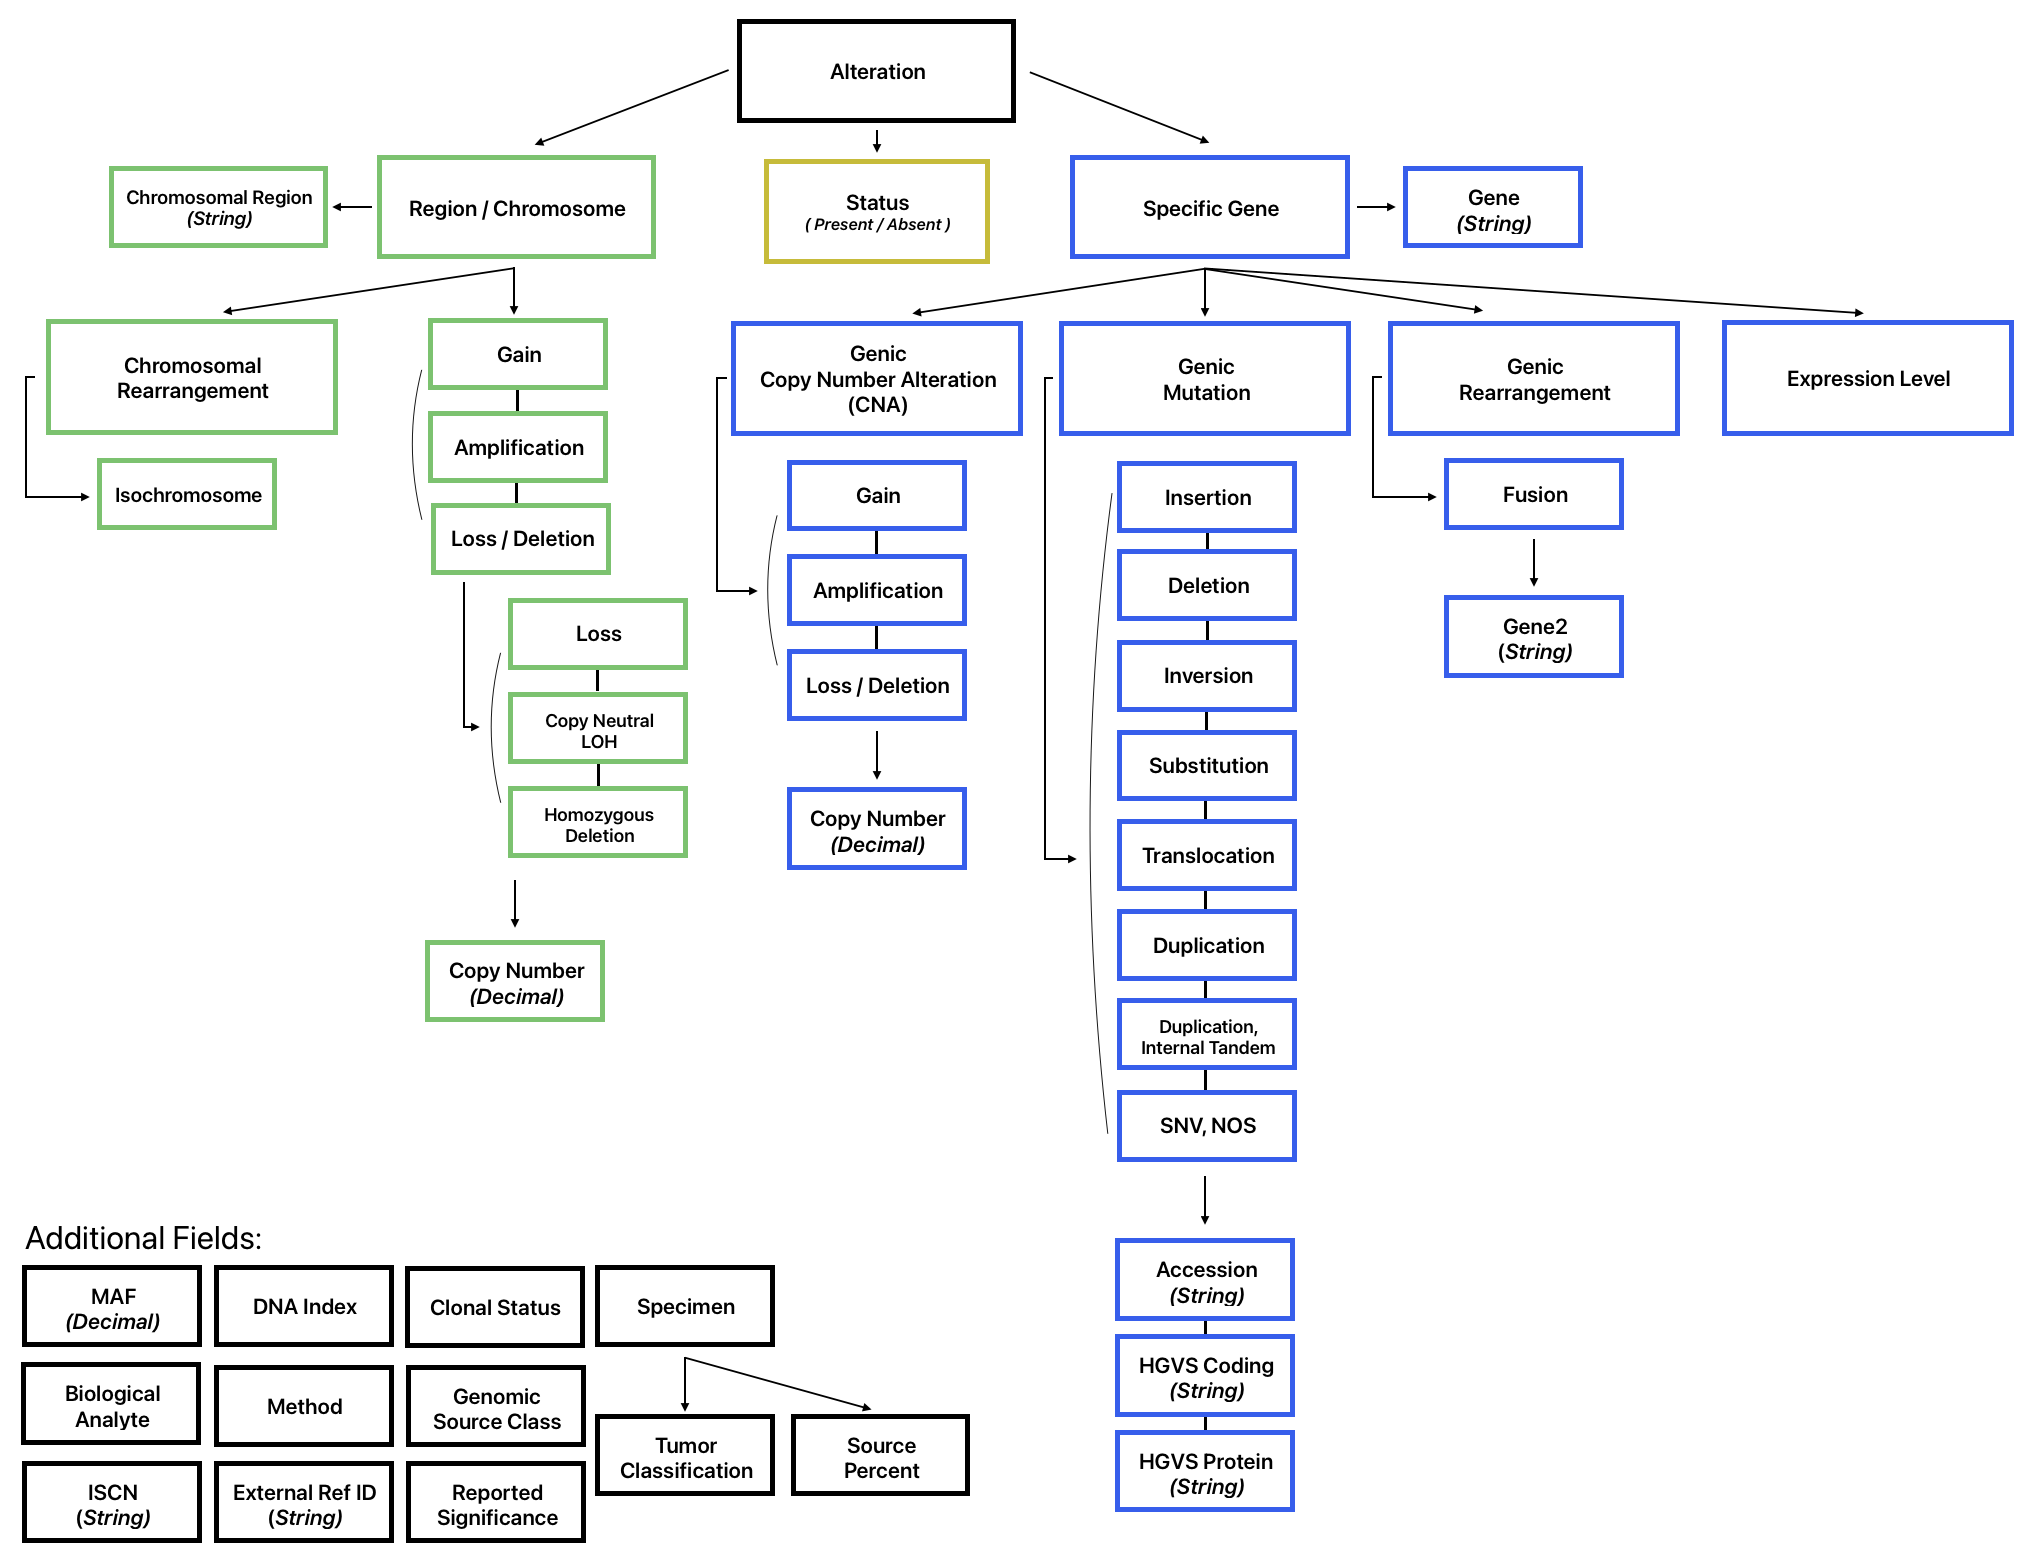 Alteration
Chromosomal Region
(String)
Region / Chromosome
Status
( Present / Absent )
Specific Gene
Gene
(String)
Chromosomal
Rearrangement
Isochromosome
Gain
Amplification
Loss / Deletion
Loss
Copy Neutral
LOH
Homozygous
Deletion
Copy Number
(Decimal)
Genic
Copy Number Alteration
(CNA)
Gain
Amplification
Loss / Deletion
Copy Number
(Decimal)
Genic
Mutation
Insertion
Deletion
Inversion
Substitution
Translocation
Duplication
Duplication,
Internal Tandem
SNV, NOS
Accession
(String)
HGVS Coding
(String)
HGVS Protein
(String)
Genic
Rearrangement
Fusion
Gene2
(String)
Expression Level
Additional Fields:
MAF
(Decimal)
DNA Index
Clonal Status
Specimen
Biological
Analyte
Method
Genomic
Source Class
Tumor
Classification
Source
Percent
ISCN
(String)
External Ref ID
(String)
Reported
Significance